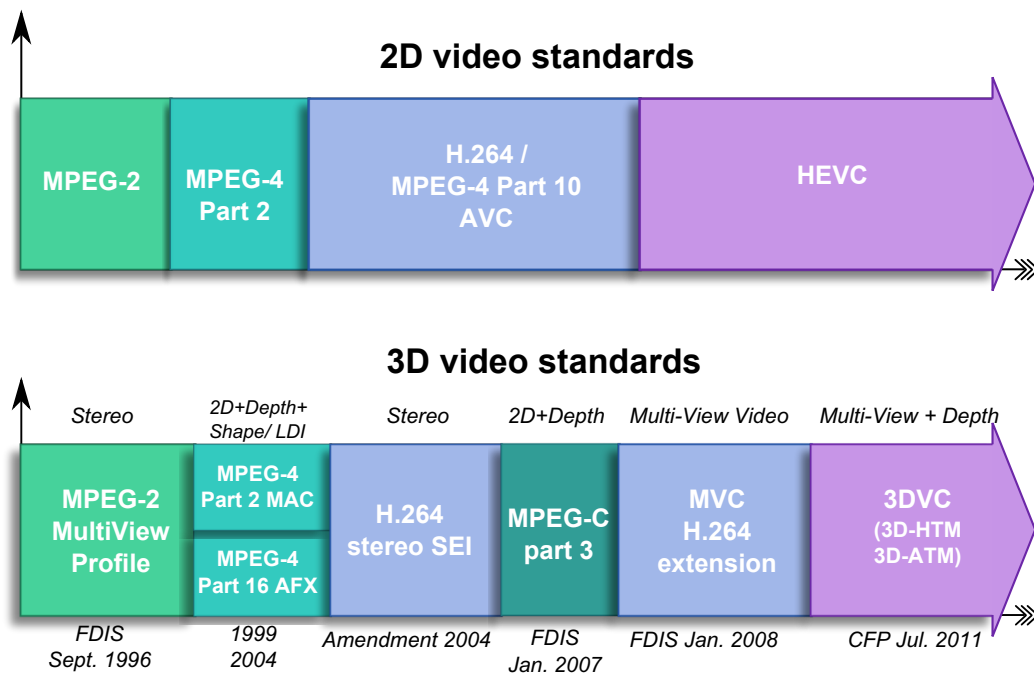 2D video standards
MPEG-2
MPEG-4
Part 2
H.264 /
MPEG-4 Part 10
AVC
HEVC
3D video standards
Stereo
2D+Depth+
Shape/ LDI
Stereo
2D+Depth
Multi-View Video
Multi-View + Depth
MPEG-2
MultiView
Profile
MPEG-4
Part 2 MAC
MPEG-4
Part 16 AFX
H.264
stereo SEI
MPEG-C
part 3
MVC
H.264
extension
3DVC
(3D-HTM
3D-ATM)
FDIS
Sept. 1996
1999
2004
Amendment 2004
FDIS
Jan. 2007
FDIS Jan. 2008
CFP Jul. 2011